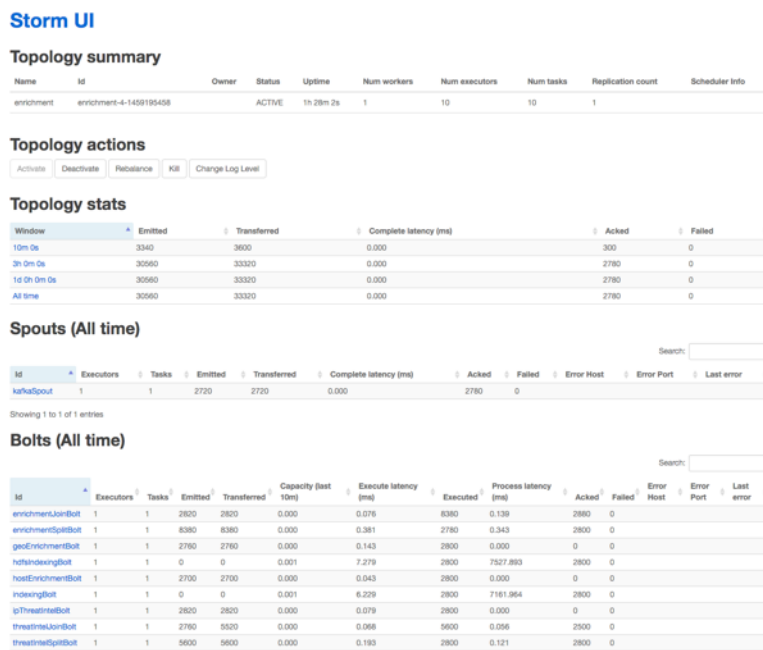 Storm UI
Topology summary
Name Id Owner Status Uptime Num workers Num executors Num tasks Replication count Scheduler Info
enrichment enrichment-4-1459195458 ACTIVE 1h 28m 2s 1 10 10 1
Topology actions
Activate Deactivate Rebalance Kill Change Log Level
Topology stats
Window Emitted Transferred Complete latency (ms) Acked Failed
10m 0s 3340 3600 0.000 300 0
3h 0m 0s 30560 33320 0.000 2780 0
1d 0h 0m 0s 30560 33320 0.000 2780 0
All time 30560 33320 0.000 2780 0
Spouts (All time)
Search:
Id Executors Tasks Emitted Transferred Complete latency (ms) Acked Failed Error Host Error Port Last error
kafkaSpout 1 1 2720 2720 0.000 2780 0
Showing 1 to 1 of 1 entries
Bolts (All time)
Search:
Id Executors Tasks Emitted Transferred Capacity (last 10m) Execute latency (ms) Executed Process latency (ms) Acked Failed Error Host Error Port Last error
enrichmentJoinBolt 1 1 2820 2820 0.000 0.076 8380 0.139 2880 0
enrichmentSplitBolt 1 1 8380 8380 0.000 0.381 2780 0.343 2800 0
geoEnrichmentBolt 1 1 2760 2760 0.000 0.143 2800 0.000 0 0
hdfsIndexingBolt 1 1 0 0 0.001 7.279 2800 7527.893 2800 0
hostEnrichmentBolt 1 1 2700 2700 0.000 0.043 2800 0.000 0 0
indexingBolt 1 1 0 0 0.001 6.229 2800 7161.964 2800 0
ipThreatIntelBolt 1 1 2820 2820 0.000 0.079 2800 0.000 0 0
threatIntelJoinBolt 1 1 2760 5520 0.000 0.068 5600 0.056 2500 0
threatIntelSplitBolt 1 1 5600 5600 0.000 0.193 2800 0.121 2800 0